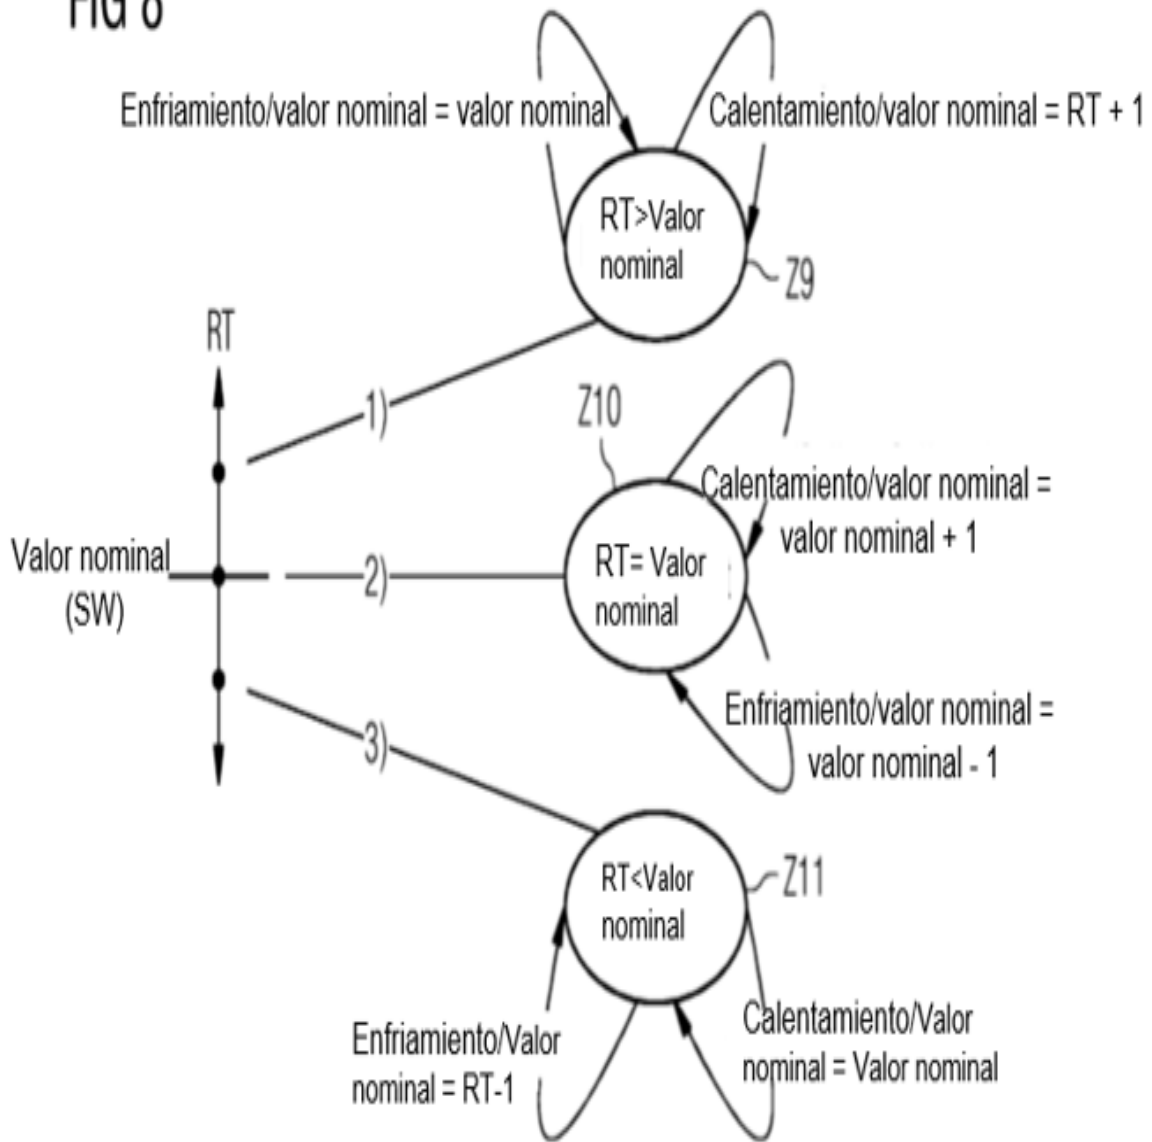 FIG 8
Enfriamiento/valor nominal = valor nominal
Calentamiento/valor nominal = RT + 1
RT>Valor
nominal
Z9
RT
1)
Z10
Calentamiento/valor nominal =
valor nominal + 1
Valor nominal
(SW)
2)
RT= Valor
nominal
3)
Enfriamiento/valor nominal =
valor nominal - 1
RT<Valor
nominal
Z11
Enfriamiento/Valor
nominal = RT-1
Calentamiento/Valor
nominal = Valor nominal